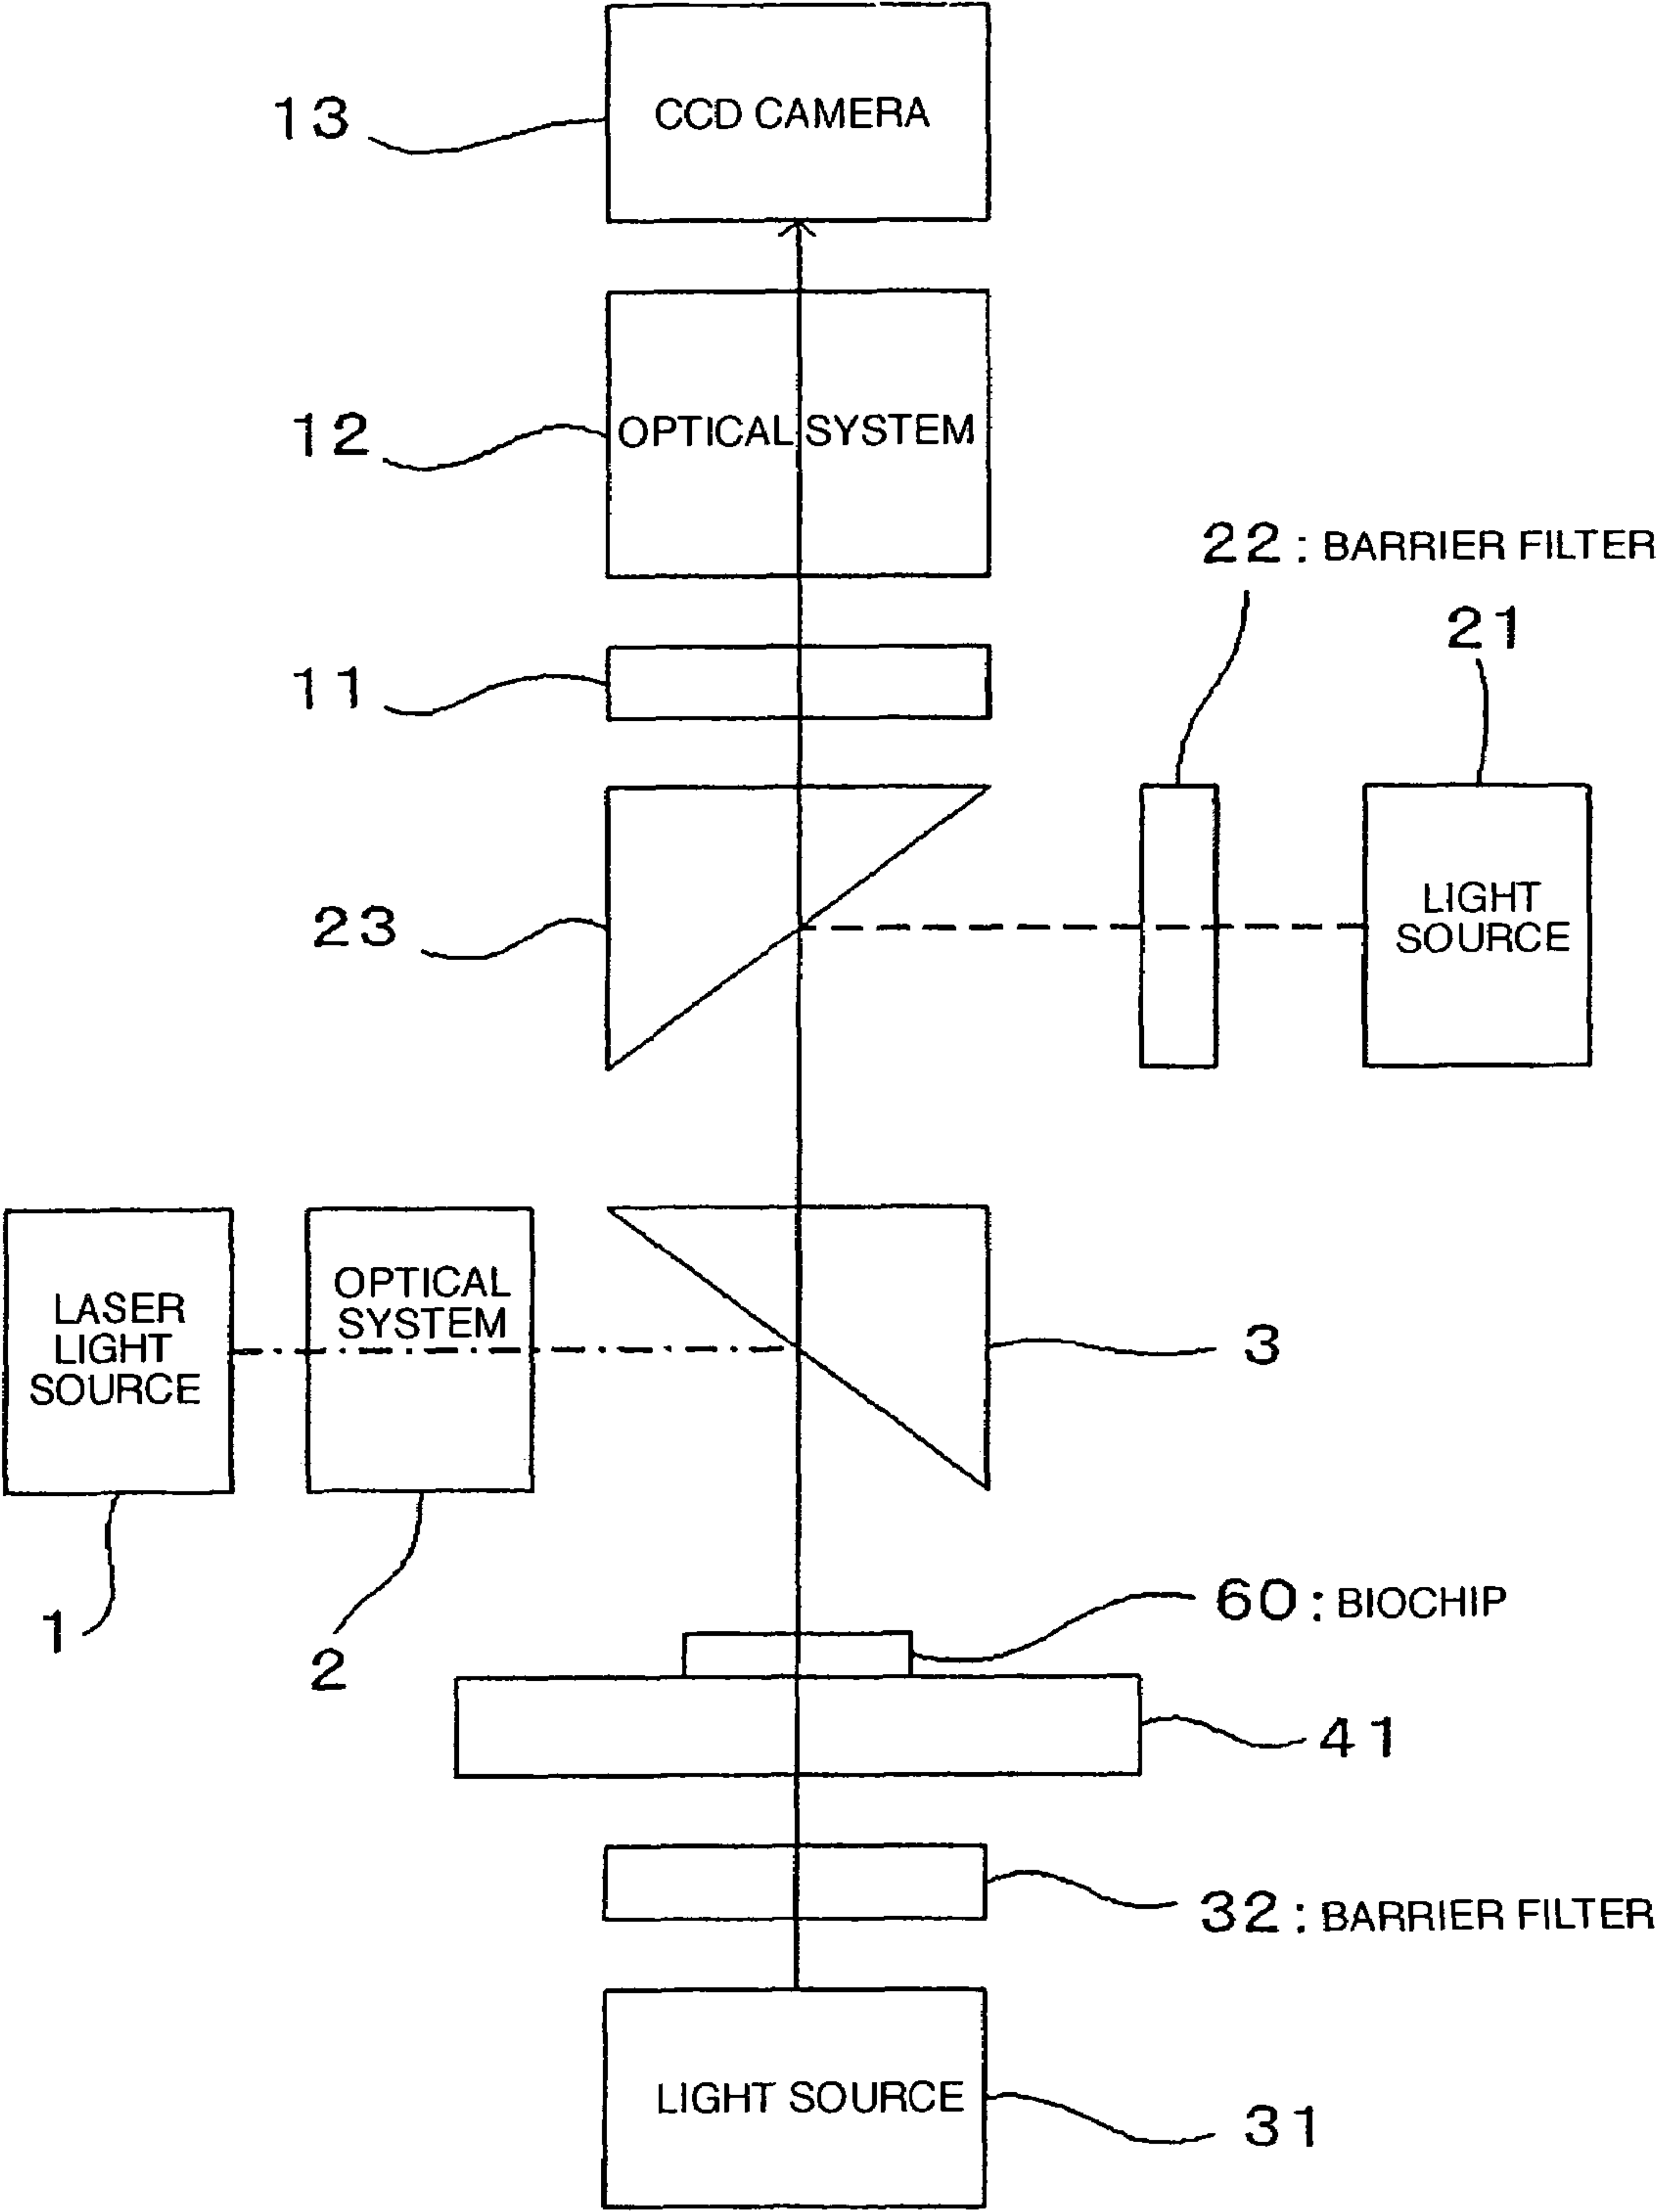 13
CCD CAMERA
12
OPTICAL SYSTEM
22 : BARRIER FILTER
21
11
23
LIGHT
SOURCE
LASER
LIGHT
SOURCE
OPTICAL
SYSTEM
3
1
2
60 : BIOCHIP
41
32 : BARRIER FILTER
LIGHT SOURCE
31